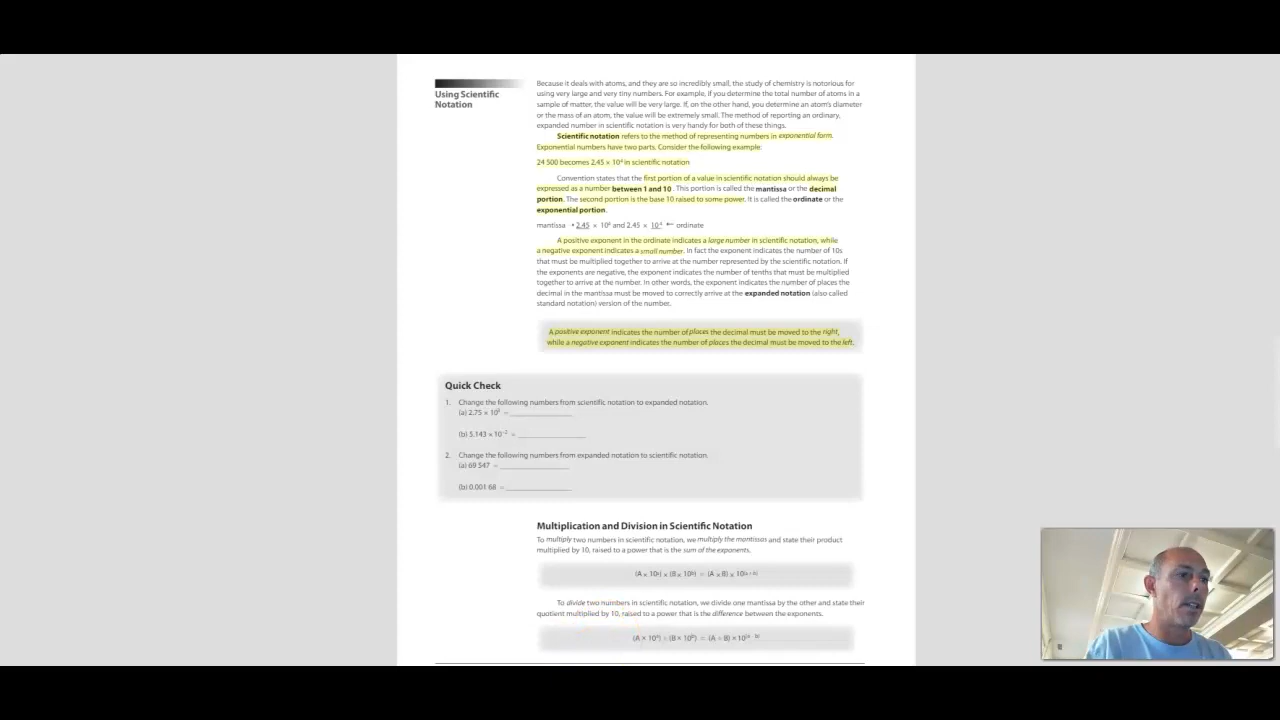 Using Scientific
Notation
Because it deals with atoms, and they are so incredibly small, the study of chemistry is notorious for
using very large and very tiny numbers. For example, if you determine the total number of atoms in a
sample of matter, the value will be very large. If, on the other hand, you determine an atom's diameter
or the mass of an atom, the value will be extremely small. The method of reporting an ordinary,
expanded number in scientific notation is very handy for both of these things.
Scientific notation refers to the method of representing numbers in exponential form.
Exponential numbers have two parts. Consider the following example:
24 500 becomes 2.45 × 10⁴ in scientific notation
Convention states that the first portion of a value in scientific notation should always be
expressed as a number between 1 and 10. This portion is called the mantissa or the decimal
portion. The second portion is the base 10 raised to some power. It is called the ordinate or the
exponential portion.
mantissa 2.45 × 10⁴ and 2.45 × 10⁴ ← ordinate
A positive exponent in the ordinate indicates a large number in scientific notation, while
a negative exponent indicates a small number. In fact the exponent indicates the number of 10s
that must be multiplied together to arrive at the number represented by the scientific notation. If
the exponents are negative, the exponent indicates the number of tenths that must be multiplied
together to arrive at the number. In other words, the exponent indicates the number of places the
decimal in the mantissa must be moved to correctly arrive at the expanded notation (also called
standard notation) version of the number.
A positive exponent indicates the number of places the decimal must be moved to the right,
while a negative exponent indicates the number of places the decimal must be moved to the left.
Quick Check
1. Change the following numbers from scientific notation to expanded notation.
(a) 2.75 × 10³ = ________________
(b) 5.143 × 10⁻² = ________________
2. Change the following numbers from expanded notation to scientific notation.
(a) 69 547 = ________________
(b) 0.001 68 = ________________
Multiplication and Division in Scientific Notation
To multiply two numbers in scientific notation, we multiply the mantissas and state their product
multiplied by 10, raised to a power that is the sum of the exponents.
(A × 10ᵃ) × (B × 10ᵇ) = (A × B) × 10⁽ᵃ⁺ᵇ⁾
To divide two numbers in scientific notation, we divide one mantissa by the other and state their
quotient multiplied by 10, raised to a power that is the difference between the exponents.
(A × 10ᵃ) ÷ (B × 10ᵇ) = (A ÷ B) × 10⁽ᵃ⁻ᵇ⁾